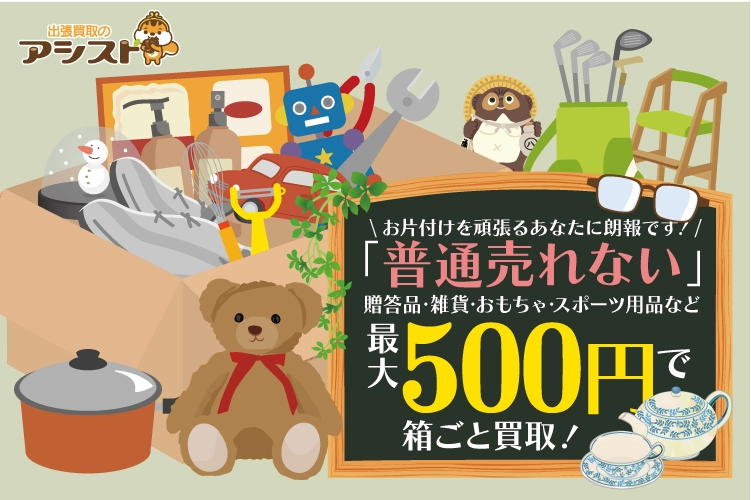 出張買取の
アシスト
\ お片付けを頑張るあなたに朗報です! /
「普通売れない」
贈答品・雑貨・おもちゃ・スポーツ用品など
最大500円で
箱ごと買取!
八